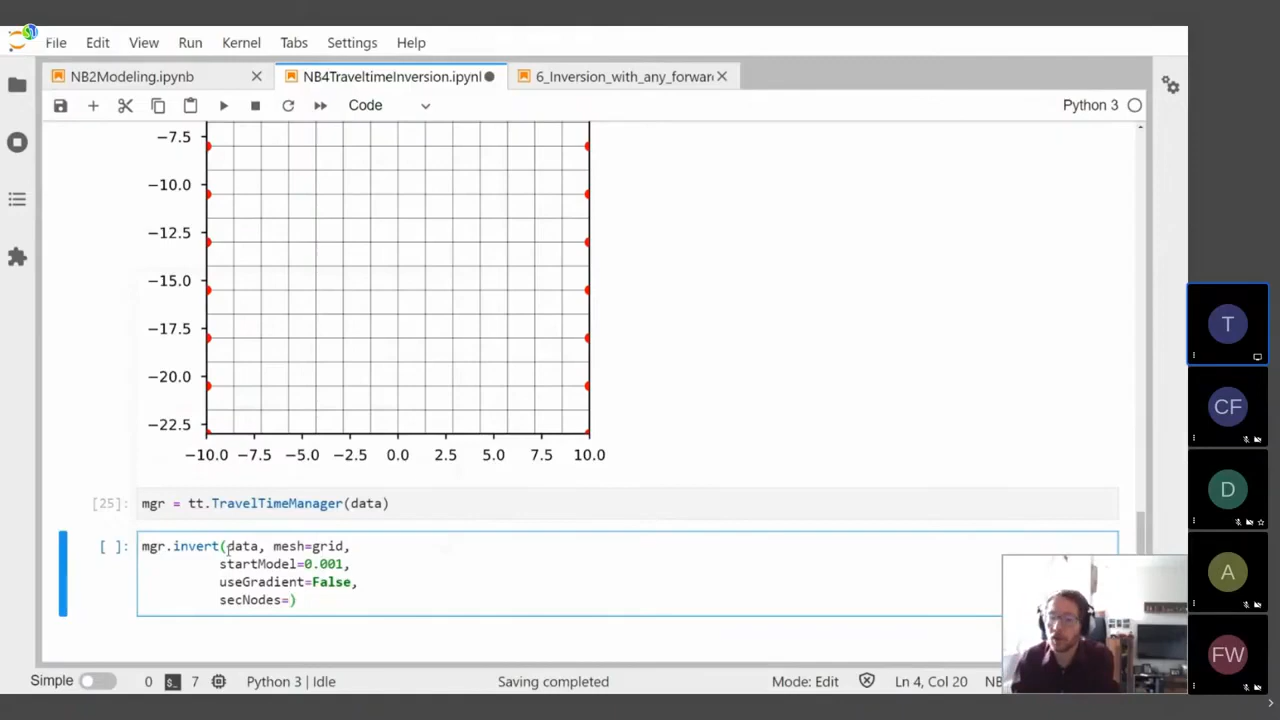 File Edit View Run Kernel Tabs Settings Help
NB2Modeling.ipynb NB4TraveltimeInversion.ipynl 6_Inversion_with_any_forwar
Code Python 3
−7.5
−10.0
−12.5
−15.0
−17.5
−20.0
−22.5
−10.0 −7.5 −5.0 −2.5 0.0 2.5 5.0 7.5 10.0
[25]: mgr = tt.TravelTimeManager(data)
[ ]: mgr.invert(data, mesh=grid,
startModel=0.001,
useGradient=False,
secNodes=)
Simple 0 7 Python 3 | Idle Saving completed Mode: Edit Ln 4, Col 20 NB
T
CF
D
A
FW